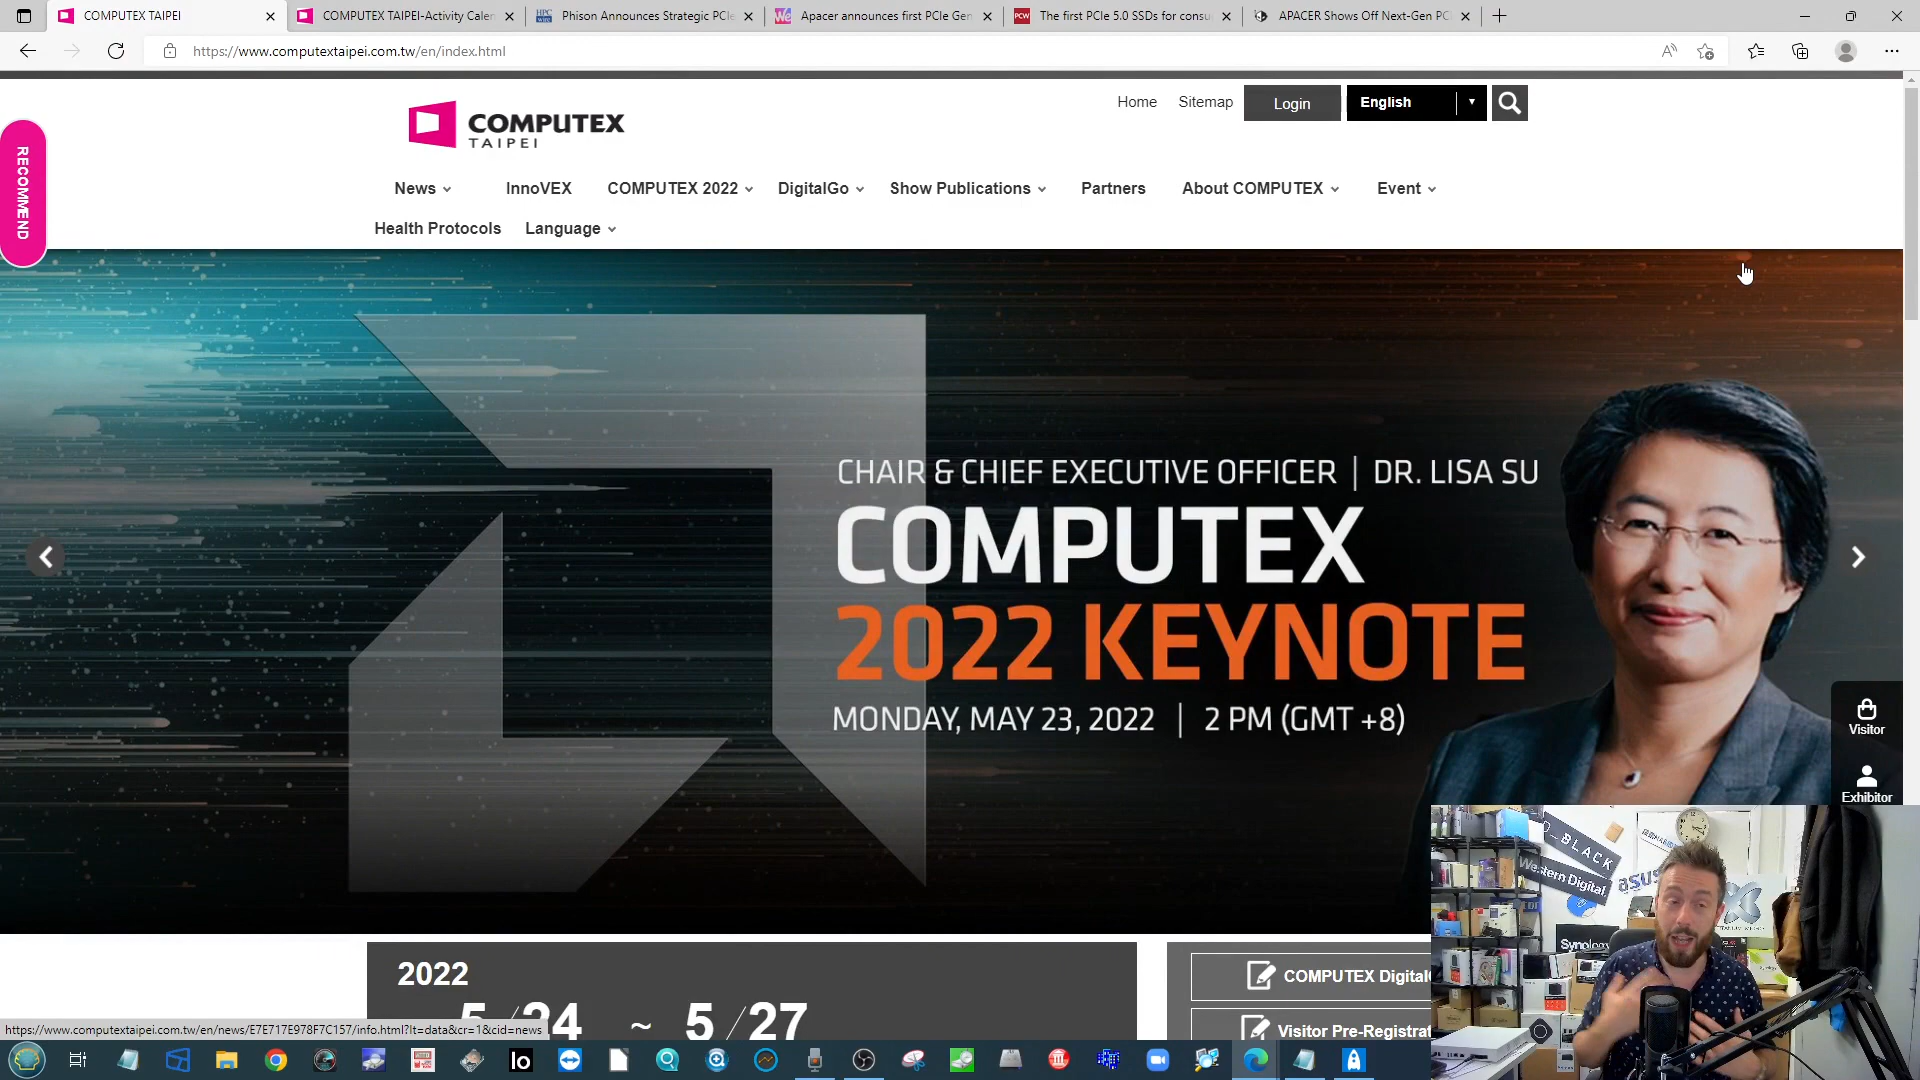 COMPUTEX TAIPEI
COMPUTEX TAIPEI-Activity Calen
Phison Announces Strategic PCIe
Apacer announces first PCIe Gen
The first PCIe 5.0 SSDs for consu
APACER Shows Off Next-Gen PC
https://www.computextaipei.com.tw/en/index.html
Home
Sitemap
Login
English
COMPUTEX
TAIPEI
RECOMMEND
News
InnoVEX
COMPUTEX 2022
DigitalGo
Show Publications
Partners
About COMPUTEX
Event
Health Protocols
Language
CHAIR & CHIEF EXECUTIVE OFFICER | DR. LISA SU
COMPUTEX
2022 KEYNOTE
MONDAY, MAY 23, 2022 | 2 PM (GMT +8)
Visitor
Exhibitor
2022
5/24 ~ 5/27
COMPUTEX Digital
Visitor Pre-Registrat
https://www.computextaipei.com.tw/en/news/E7E717E978F7C157/info.html?lt=data&cr=1&cid=news
BLACK
Western Digital
asus
Synology